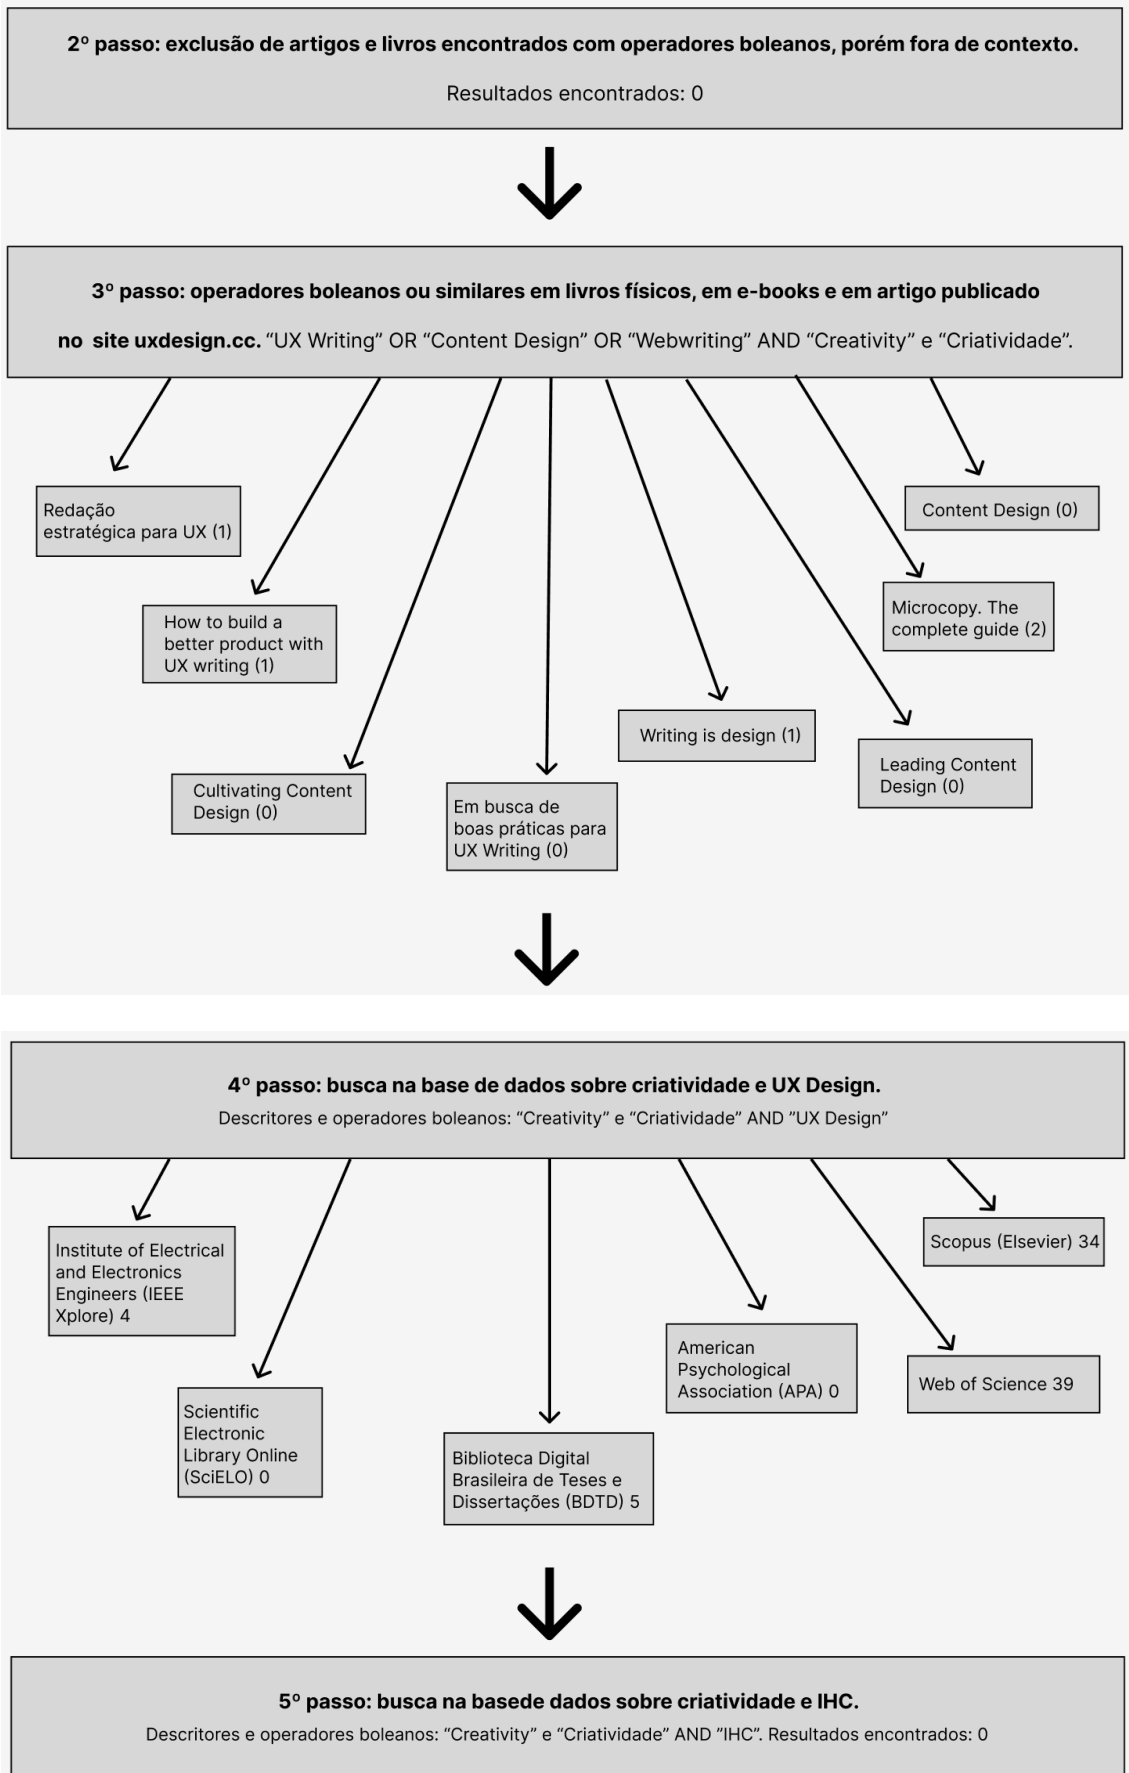 2º passo: exclusão de artigos e livros encontrados com operadores boleanos, porém fora de contexto.
Resultados encontrados: 0
3º passo: operadores boleanos ou similares em livros físicos, em e-books e em artigo publicado
no site uxdesign.cc. “UX Writing” OR “Content Design” OR “Webwriting” AND “Creativity” e “Criatividade”.
Redação
estratégica para UX (1)
How to build a
better product with
UX writing (1)
Cultivating Content
Design (0)
Em busca de
boas práticas para
UX Writing (0)
Writing is design (1)
Leading Content
Design (0)
Microcopy. The
complete guide (2)
Content Design (0)
4º passo: busca na base de dados sobre criatividade e UX Design.
Descritores e operadores boleanos: “Creativity” e “Criatividade” AND ”UX Design”
Institute of Electrical
and Electronics
Engineers (IEEE
Xplore) 4
Scientific
Electronic
Library Online
(SciELO) 0
Biblioteca Digital
Brasileira de Teses e
Dissertações (BDTD) 5
American
Psychological
Association (APA) 0
Web of Science 39
Scopus (Elsevier) 34
5º passo: busca na basede dados sobre criatividade e IHC.
Descritores e operadores boleanos: “Creativity” e “Criatividade” AND ”IHC”. Resultados encontrados: 0